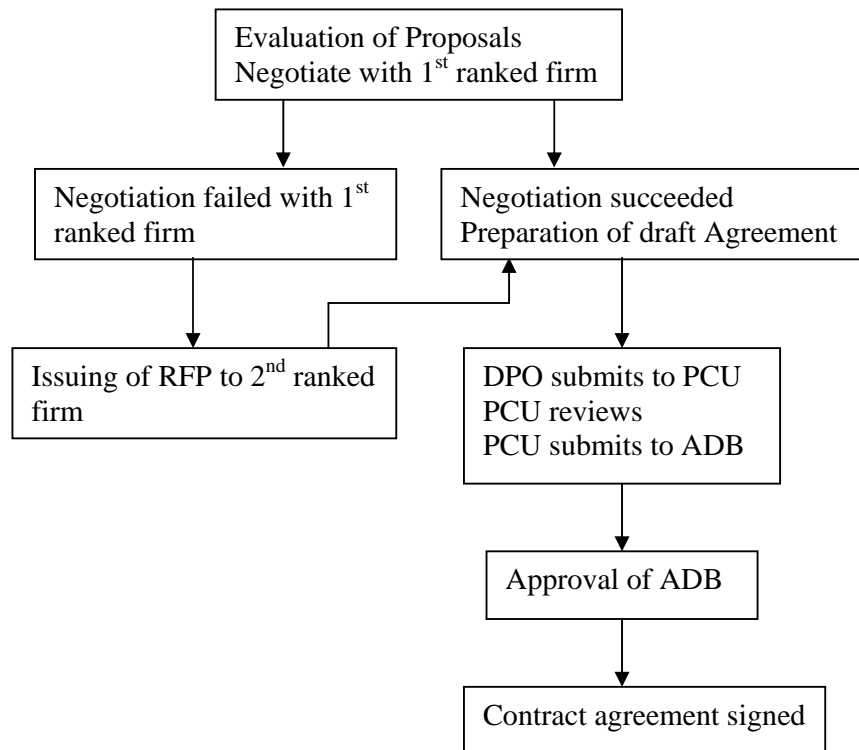 Evaluation of Proposals
Negotiate with 1st ranked firm
Negotiation failed with 1st
ranked firm
Negotiation succeeded
Preparation of draft Agreement
Issuing of RFP to 2nd ranked
firm
DPO submits to PCU
PCU reviews
PCU submits to ADB
Approval of ADB
Contract agreement signed